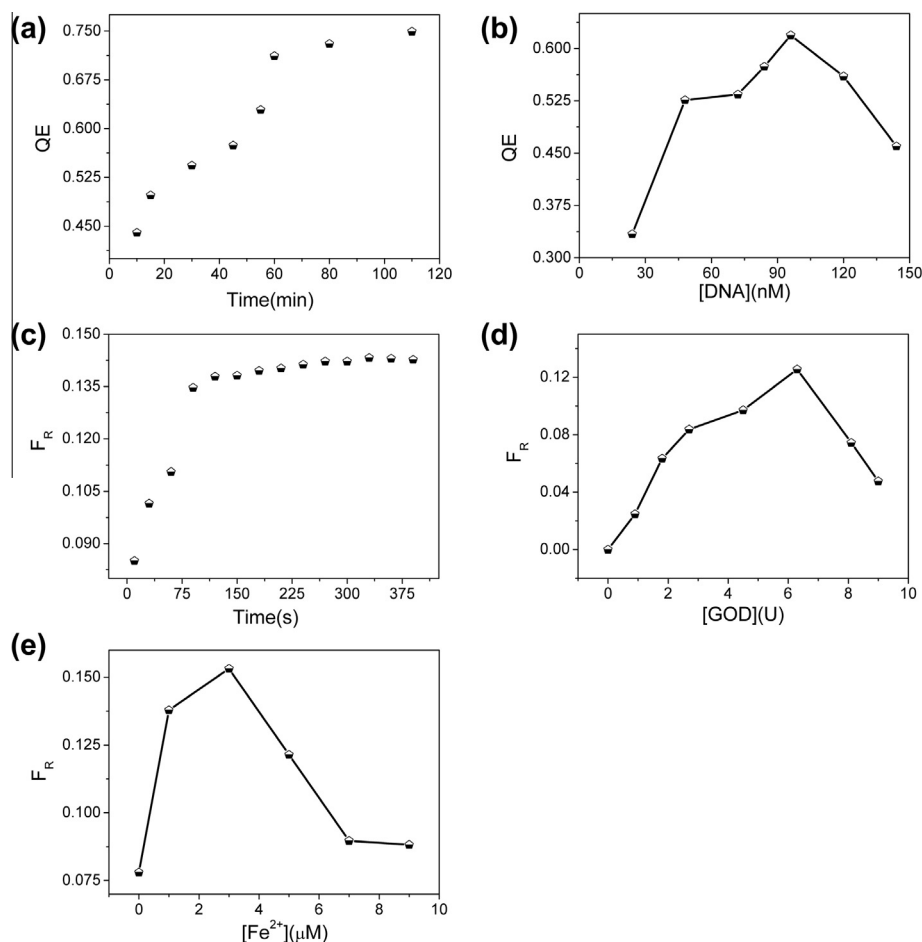 (a)
0.750
0.675
0.600
0.525
0.450
QE
0 20 40 60 80 100 120
Time(min)
(b)
0.600
0.525
0.450
0.375
0.300
QE
0 30 60 90 120 150
[DNA](nM)
(c)
0.150
0.135
0.120
0.105
0.090
F_R
0 75 150 225 300 375
Time(s)
(d)
0.12
0.08
0.04
0.00
F_R
0 2 4 6 8 10
[GOD](U)
(e)
0.150
0.125
0.100
0.075
F_R
0 2 4 6 8 10
[Fe²⁺](μM)